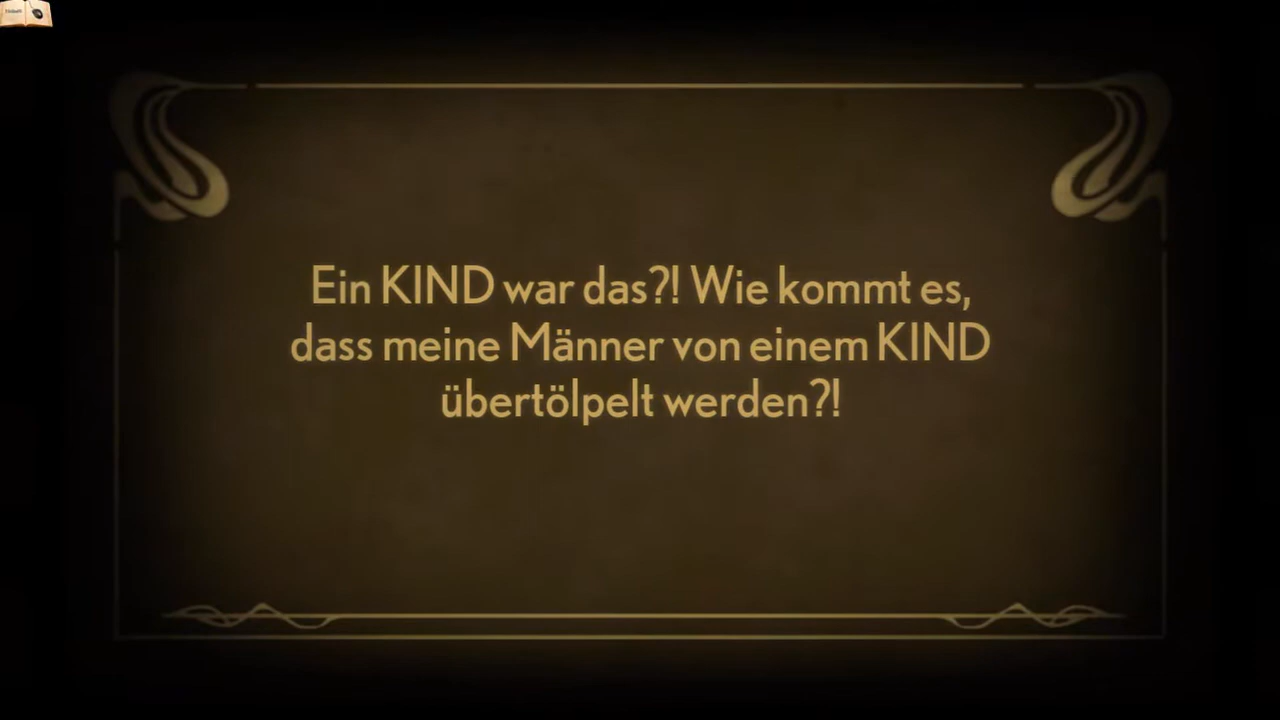 Ein KIND war das?! Wie kommt es,
dass meine Männer von einem KIND
übertölpelt werden?!